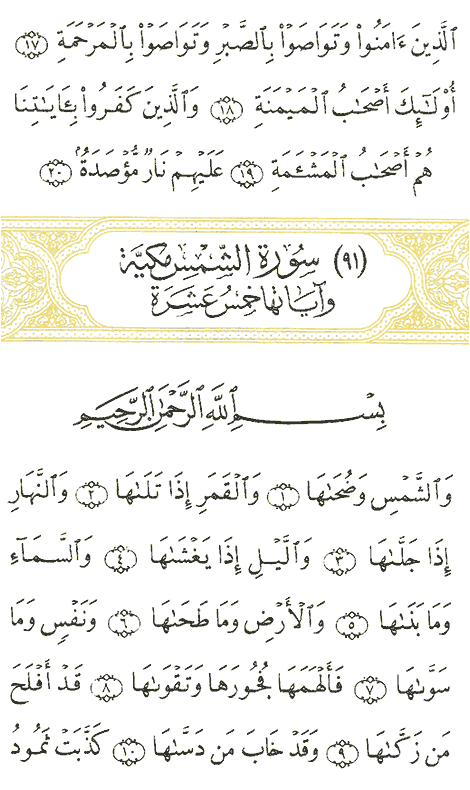 ٱلَّذِينَ ءَامَنُوا۟ وَتَوَاصَوْا۟ بِٱلصَّبْرِ وَتَوَاصَوْا۟ بِٱلْمَرْحَمَةِ ١٧
أُو۟لَٰٓئِكَ أَصْحَٰبُ ٱلْمَيْمَنَةِ ١٨ وَٱلَّذِينَ كَفَرُوا۟ بِـَٔايَٰتِنَا
هُمْ أَصْحَٰبُ ٱلْمَشْـَٔمَةِ ١٩ عَلَيْهِمْ نَارٌ مُّؤْصَدَةٌۢ ٢٠
(٩١) سُورَةُ الشَّمْسِ مَكِيَّة
وَآيَاتُهَا خَمْسَ عَشَرَةَ
بِسْمِ ٱللَّهِ ٱلرَّحْمَٰنِ ٱلرَّحِيمِ
وَٱلشَّمْسِ وَضُحَىٰهَا ١ وَٱلْقَمَرِ إِذَا تَلَىٰهَا ٢ وَٱلنَّهَارِ
إِذَا جَلَّىٰهَا ٣ وَٱلَّيْلِ إِذَا يَغْشَىٰهَا ٤ وَٱلسَّمَآءِ
وَمَا بَنَىٰهَا ٥ وَٱلْأَرْضِ وَمَا طَحَىٰهَا ٦ وَنَفْسٍ وَمَا
سَوَّىٰهَا ٧ فَأَلْهَمَهَا فُجُورَهَا وَتَقْوَىٰهَا ٨ قَدْ أَفْلَحَ
مَن زَكَّىٰهَا ٩ وَقَدْ خَابَ مَن دَسَّىٰهَا ١٠ كَذَّبَتْ ثَمُودُ